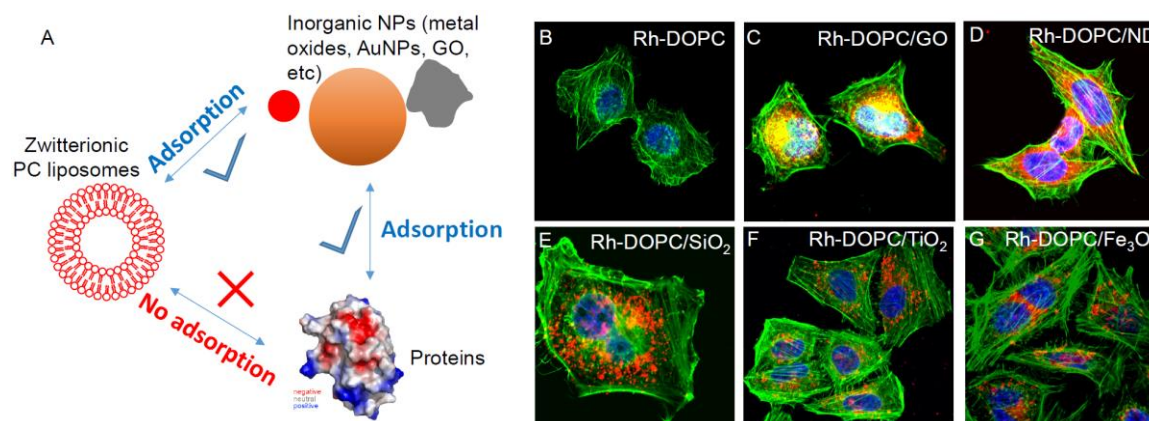 A
Inorganic NPs (metal
oxides, AuNPs, GO,
etc)
Zwitterionic
PC liposomes
Adsorption
Adsorption
No adsorption
Proteins
negative
neutral
positive
B
Rh-DOPC
C
Rh-DOPC/GO
D
Rh-DOPC/ND
E
Rh-DOPC/SiO₂
F
Rh-DOPC/TiO₂
G
Rh-DOPC/Fe₃O